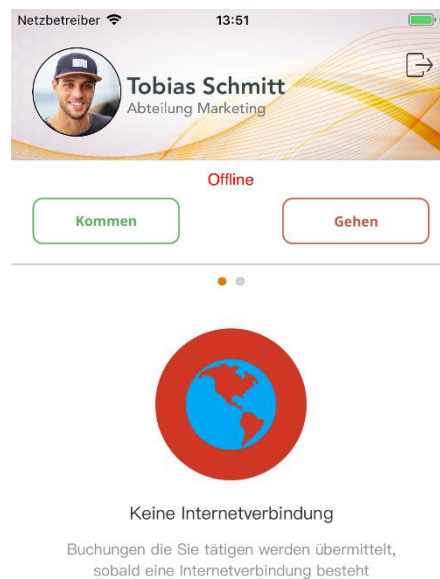 Netzbetreiber 13:51
Tobias Schmitt
Abteilung Marketing
Offline
Kommen Gehen
Keine Internetverbindung
Buchungen die Sie tätigen werden übermittelt,
sobald eine Internetverbindung besteht